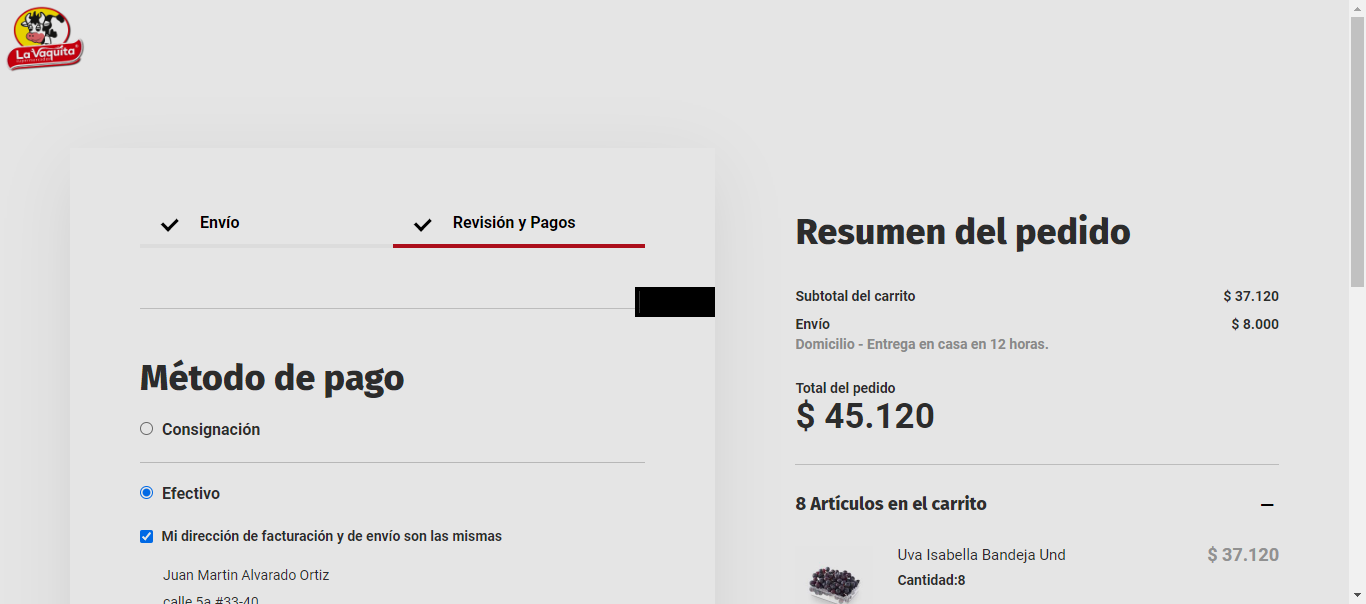 La Vaquita
Envío
Revisión y Pagos
Método de pago
Consignación
Efectivo
Mi dirección de facturación y de envío son las mismas
Juan Martin Alvarado Ortiz
calle 5a #33-40
Resumen del pedido
Subtotal del carrito $ 37.120
Envío $ 8.000
Domicilio - Entrega en casa en 12 horas.
Total del pedido
$ 45.120
8 Artículos en el carrito
Uva Isabella Bandeja Und $ 37.120
Cantidad:8